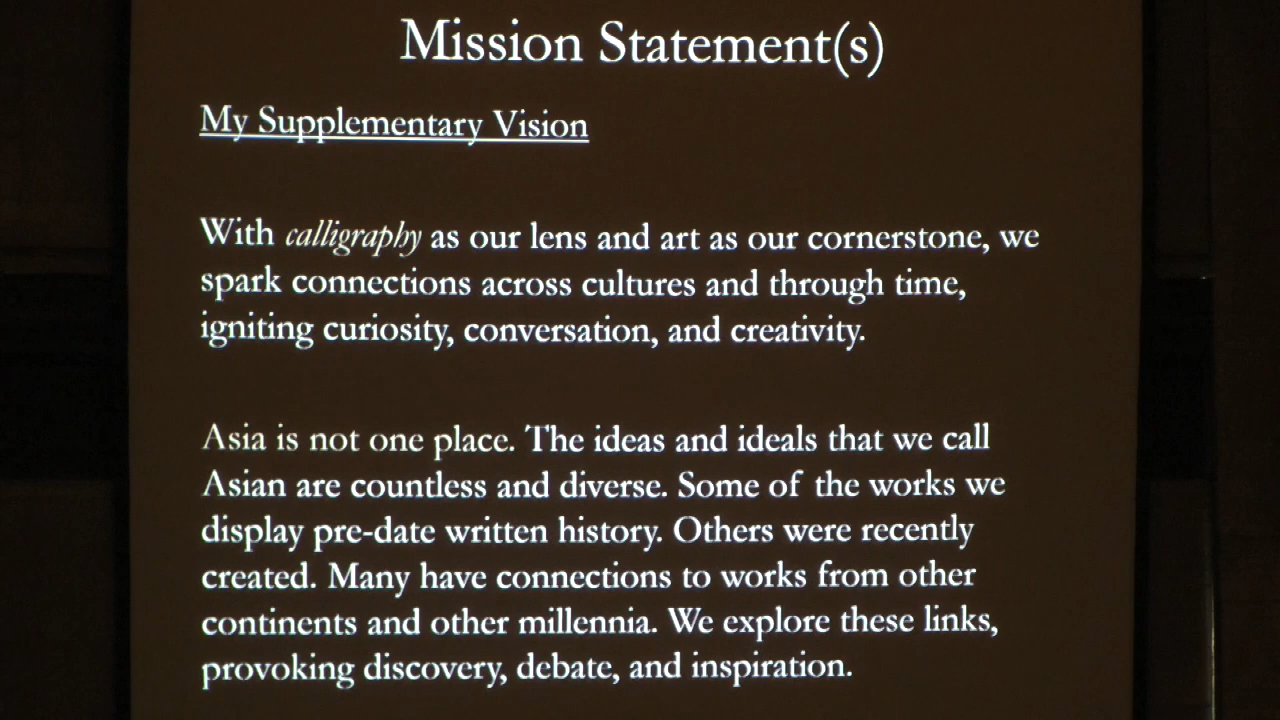 Mission Statement(s)
My Supplementary Vision
With calligraphy as our lens and art as our cornerstone, we
spark connections across cultures and through time,
igniting curiosity, conversation, and creativity.
Asia is not one place. The ideas and ideals that we call
Asian are countless and diverse. Some of the works we
display pre-date written history. Others were recently
created. Many have connections to works from other
continents and other millennia. We explore these links,
provoking discovery, debate, and inspiration.